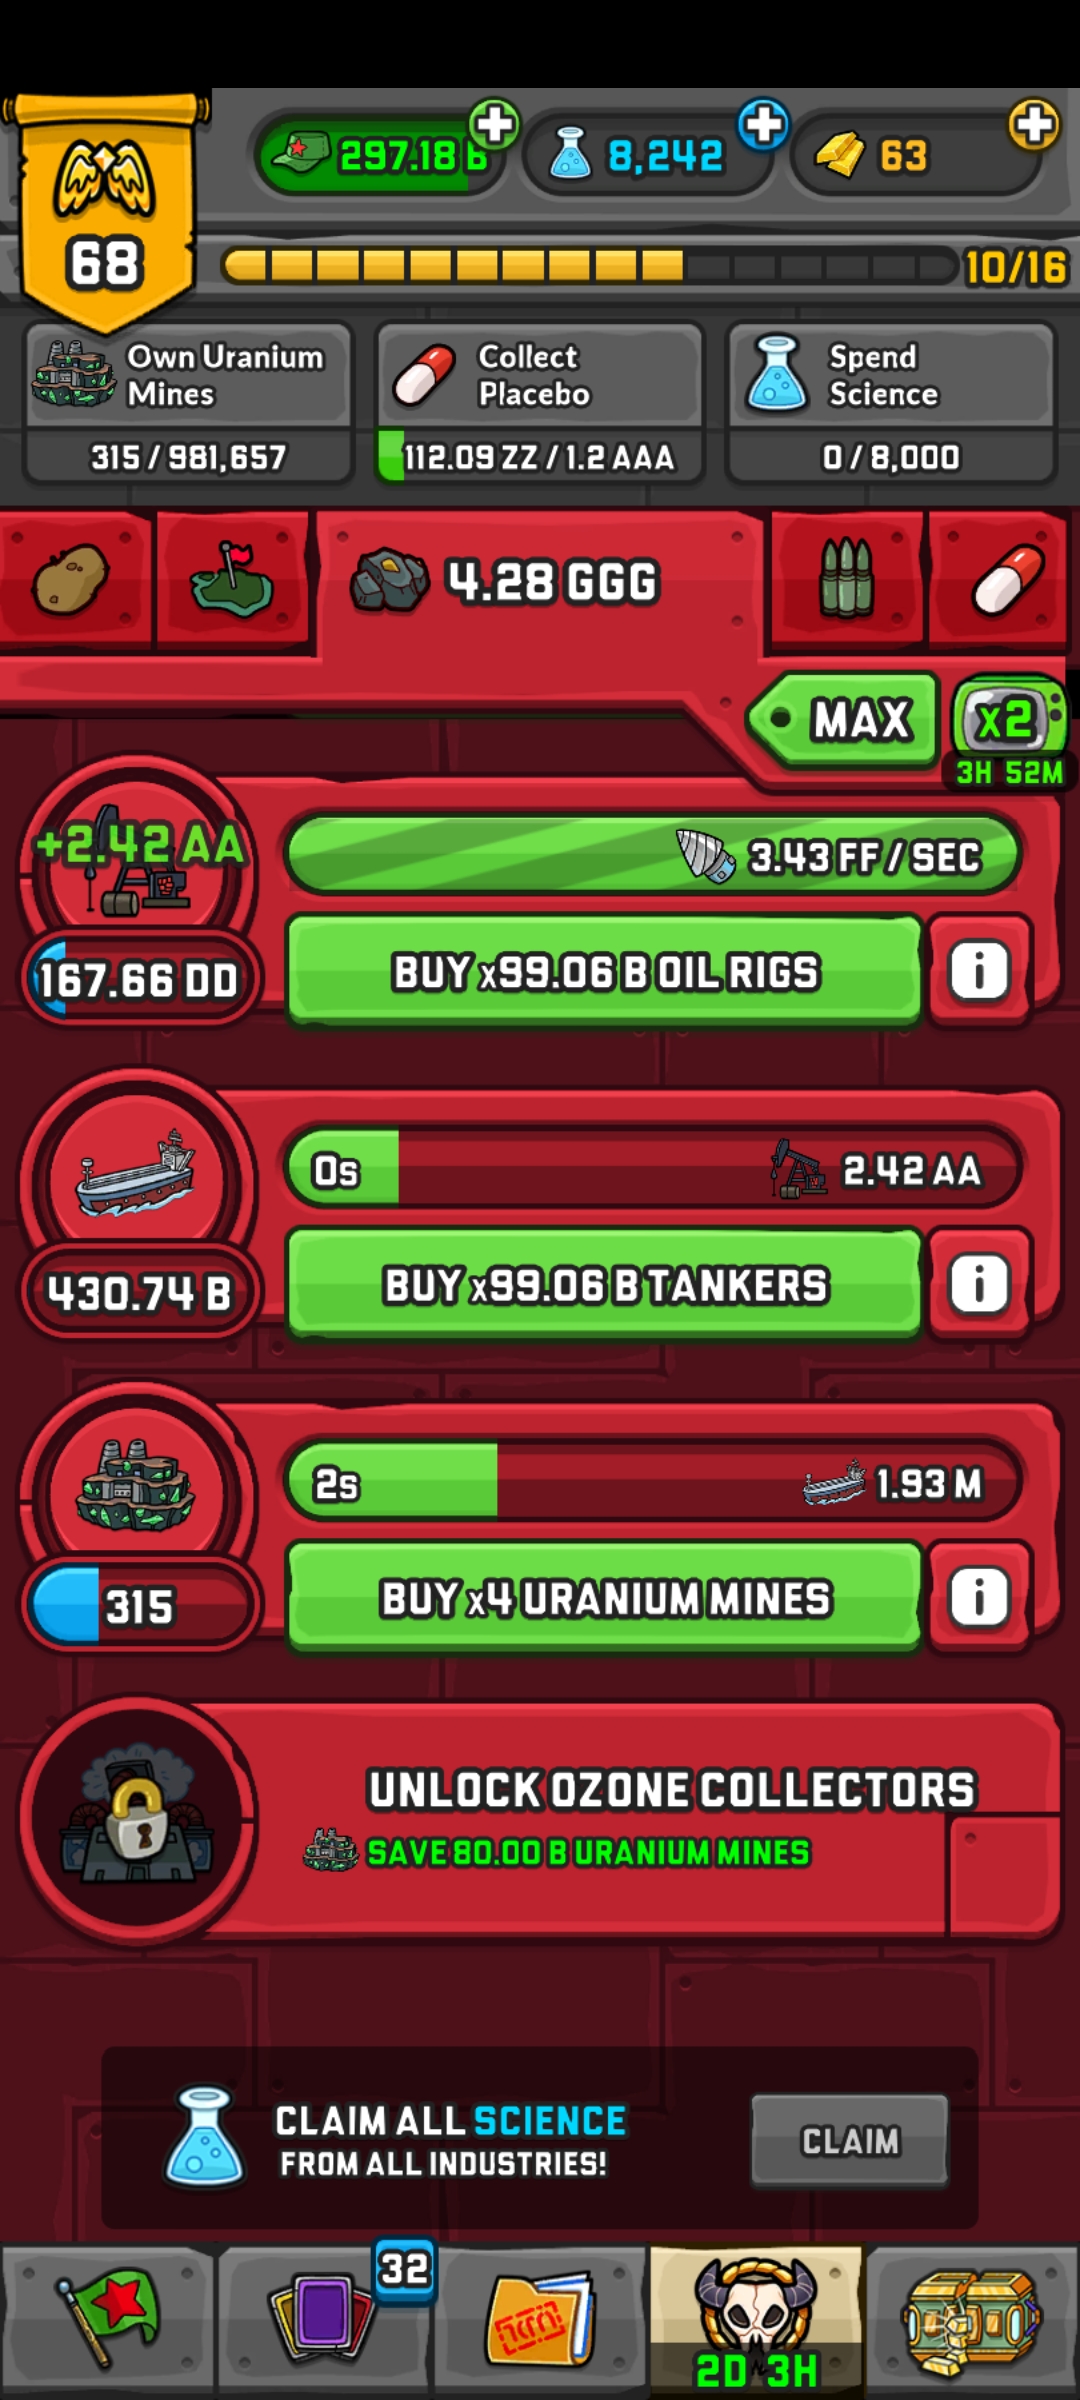 297.18 B
8,242
63
68
10/16
Own Uranium
Mines
315 / 981,657
Collect
Placebo
112.09 ZZ / 1.2 AAA
Spend
Science
0 / 8,000
4.28 GGG
MAX
x2
3H 52M
+2.42 AA
3.43 FF / SEC
167.66 DD
BUY x99.06 B OIL RIGS
i
0s
2.42 AA
430.74 B
BUY x99.06 B TANKERS
i
2s
1.93 M
315
BUY x4 URANIUM MINES
i
UNLOCK OZONE COLLECTORS
SAVE 80.00 B URANIUM MINES
CLAIM ALL SCIENCE
FROM ALL INDUSTRIES!
CLAIM
32
2D 3H